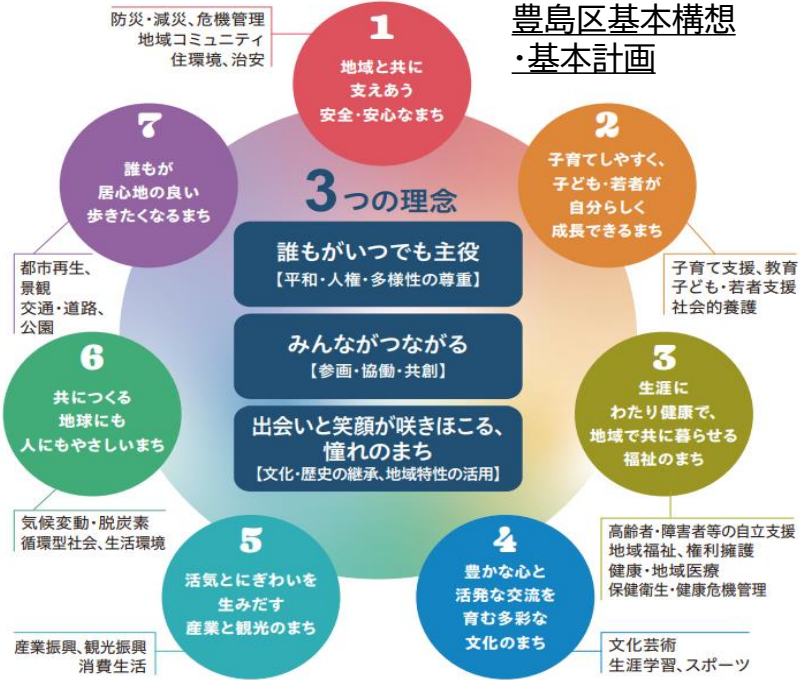 豊島区基本構想
・基本計画
3つの理念
誰もがいつでも主役
【平和・人権・多様性の尊重】
みんながつながる
【参画・協働・共創】
出会いと笑顔が咲きほこる、
憧れのまち
【文化・歴史の継承、地域特性の活用】
1
地域と共に
支えあう
安全・安心なまち
防災・減災、危機管理
地域コミュニティ
住環境、治安
2
子育てしやすく、
子ども・若者が
自分らしく
成長できるまち
子育て支援、教育
子ども・若者支援
社会的養護
3
生涯に
わたり健康で、
地域で共に暮らせる
福祉のまち
高齢者・障害者等の自立支援
地域福祉、権利擁護
健康・地域医療
保健衛生・健康危機管理
4
豊かな心と
活発な交流を
育む多彩な
文化のまち
文化芸術
生涯学習、スポーツ
5
活気とにぎわいを
生みだす
産業と観光のまち
産業振興、観光振興
消費生活
6
共につくる
地球にも
人にもやさしいまち
気候変動・脱炭素
循環型社会、生活環境
7
誰もが
居心地の良い
歩きたくなるまち
都市再生、
景観
交通・道路、
公園